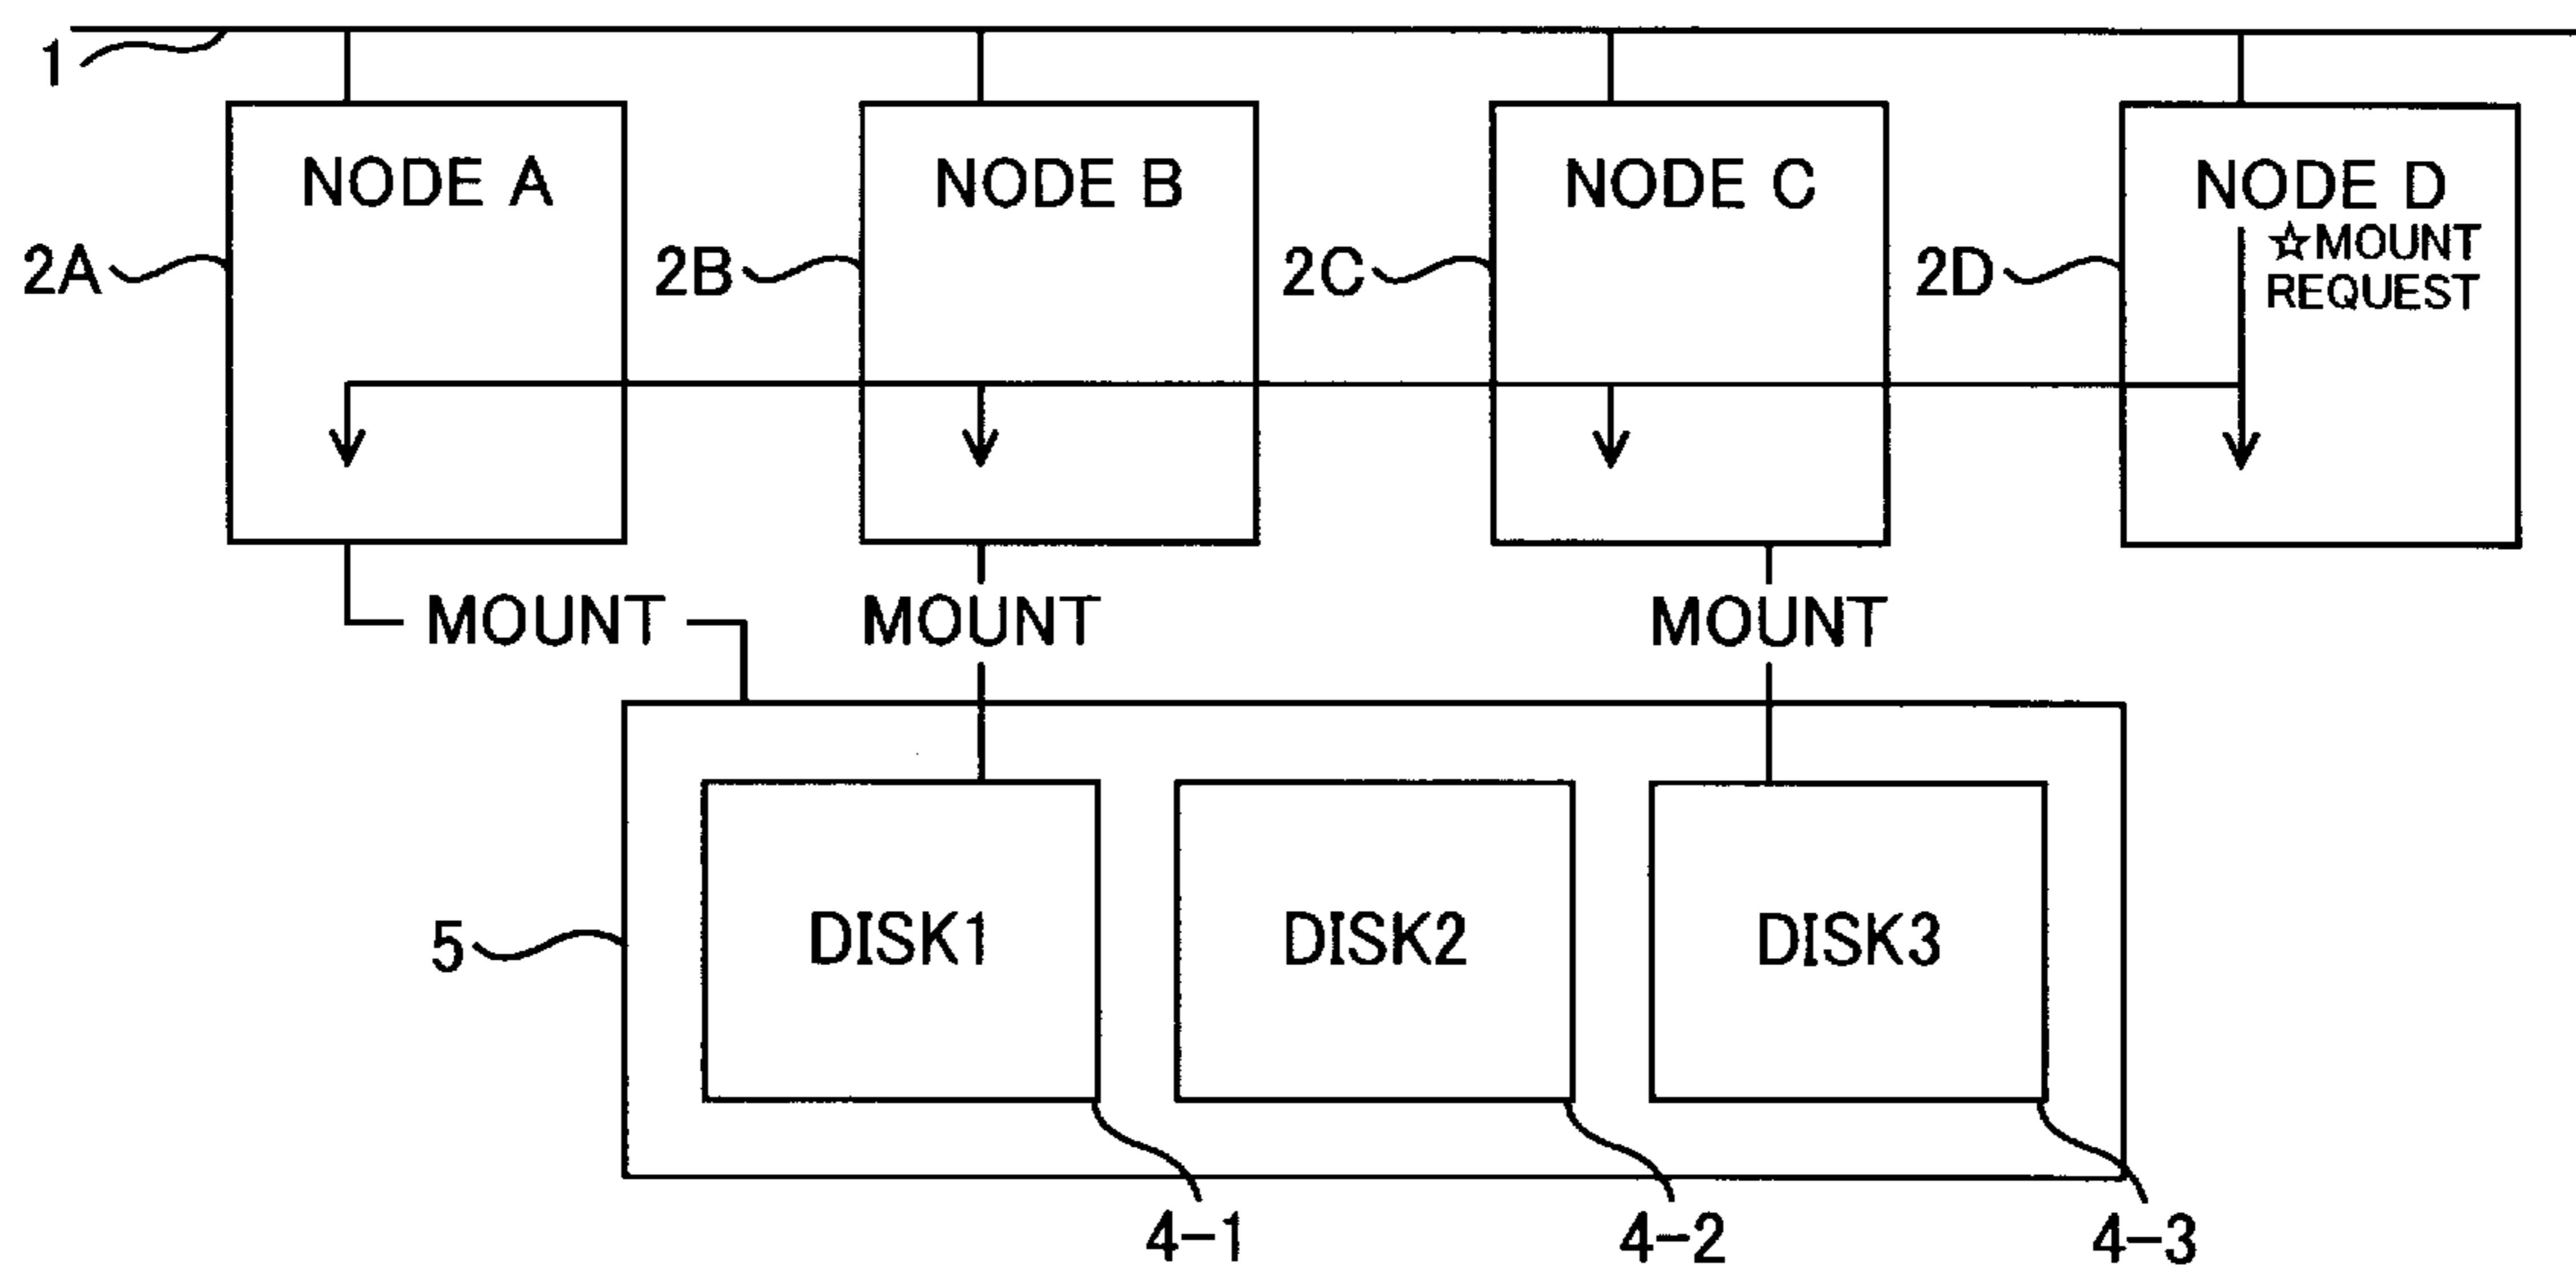 1
NODE A
NODE B
NODE C
NODE D
2A
2B
2C
2D
☆MOUNT
REQUEST
MOUNT
MOUNT
MOUNT
5
DISK1
DISK2
DISK3
4-1
4-2
4-3